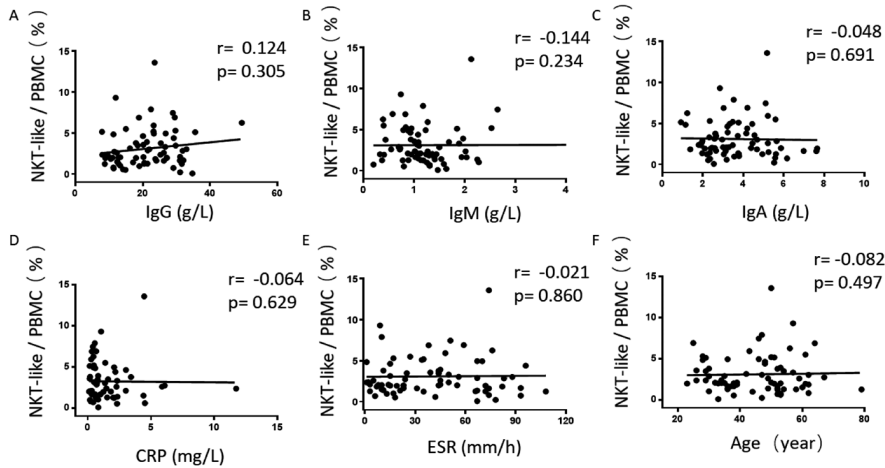 A
NKT-like / PBMC（%）
r= 0.124
p= 0.305
15
10
5
0
0 20 40 60
IgG (g/L)
B
NKT-like / PBMC（%）
r= -0.144
p= 0.234
15
10
5
0
0 1 2 3 4
IgM (g/L)
C
NKT-like / PBMC（%）
r= -0.048
p= 0.691
15
10
5
0
0 2 4 6 8 10
IgA (g/L)
D
NKT-like / PBMC（%）
r= -0.064
p= 0.629
15
10
5
0
0 5 10 15
CRP (mg/L)
E
NKT-like / PBMC（%）
r= -0.021
p= 0.860
15
10
5
0
0 30 60 90 120
ESR (mm/h)
F
NKT-like / PBMC（%）
r= -0.082
p= 0.497
15
10
5
0
20 40 60 80
Age（year）